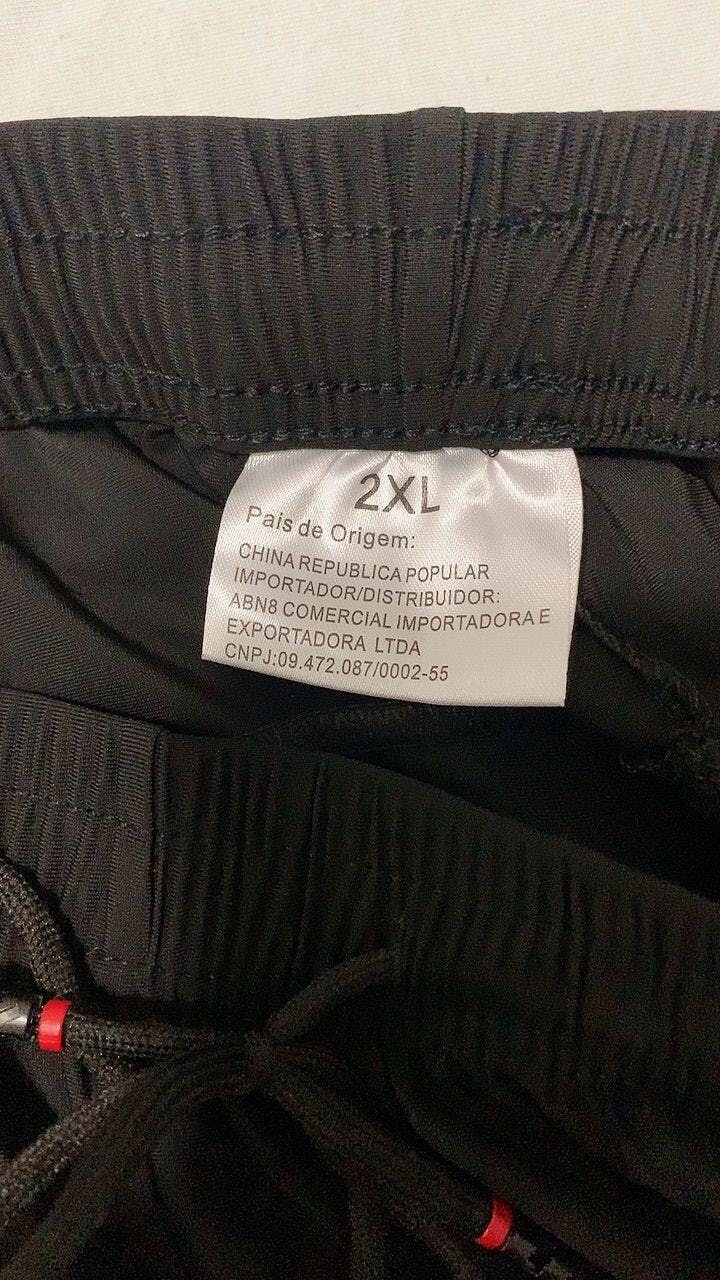 2XL
Pais de Origem:
CHINA REPUBLICA POPULAR
IMPORTADOR/DISTRIBUIDOR:
ABN8 COMERCIAL IMPORTADORA E
EXPORTADORA LTDA
CNPJ:09.472.087/0002-55